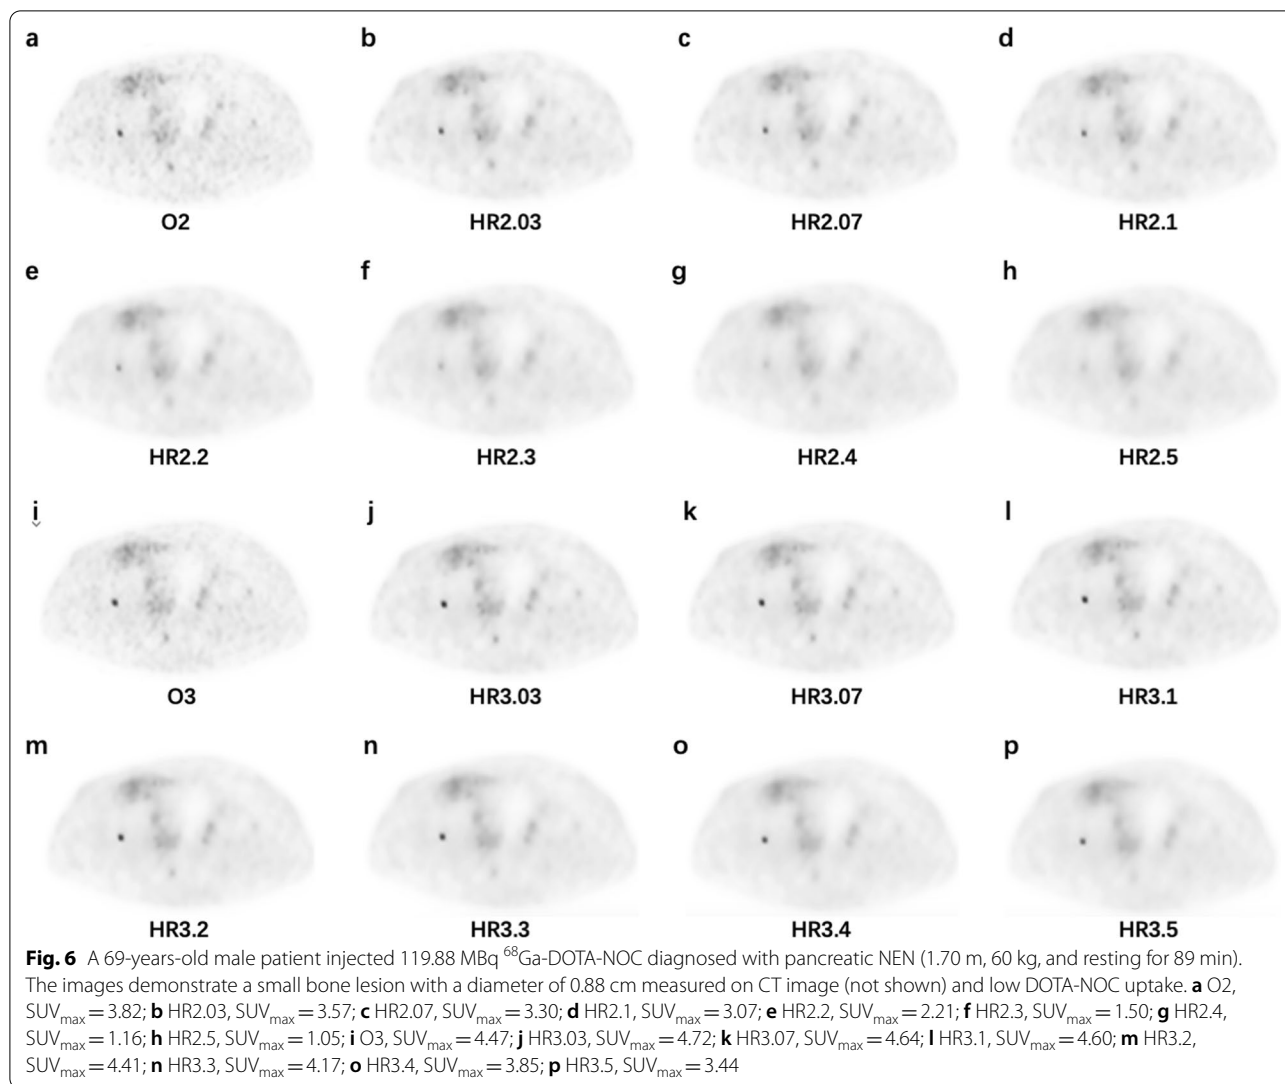 a b c d
O2 HR2.03 HR2.07 HR2.1
e f g h
HR2.2 HR2.3 HR2.4 HR2.5
i j k l
O3 HR3.03 HR3.07 HR3.1
m n o p
HR3.2 HR3.3 HR3.4 HR3.5
Fig. 6 A 69-years-old male patient injected 119.88 MBq ⁶⁸Ga-DOTA-NOC diagnosed with pancreatic NEN (1.70 m, 60 kg, and resting for 89 min).
The images demonstrate a small bone lesion with a diameter of 0.88 cm measured on CT image (not shown) and low DOTA-NOC uptake. a O2,
SUVmax = 3.82; b HR2.03, SUVmax = 3.57; c HR2.07, SUVmax = 3.30; d HR2.1, SUVmax = 3.07; e HR2.2, SUVmax = 2.21; f HR2.3, SUVmax = 1.50; g HR2.4,
SUVmax = 1.16; h HR2.5, SUVmax = 1.05; i O3, SUVmax = 4.47; j HR3.03, SUVmax = 4.72; k HR3.07, SUVmax = 4.64; l HR3.1, SUVmax = 4.60; m HR3.2,
SUVmax = 4.41; n HR3.3, SUVmax = 4.17; o HR3.4, SUVmax = 3.85; p HR3.5, SUVmax = 3.44